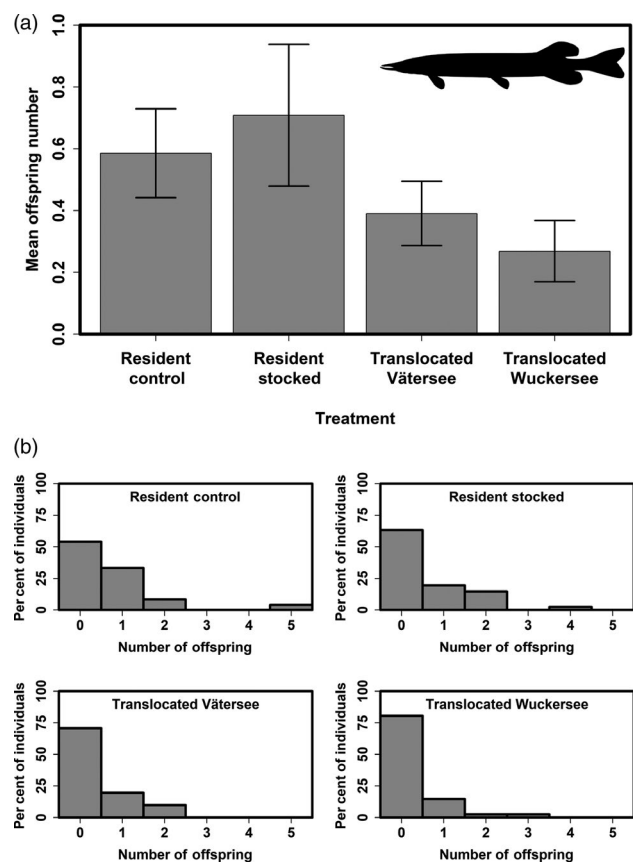 (a)
Mean offspring number
1.0
0.8
0.6
0.4
0.2
0.0
Resident control
Resident stocked
Translocated Vätersee
Translocated Wuckersee
Treatment
(b)
Resident control
Per cent of individuals
100
75
50
25
0
0 1 2 3 4 5
Number of offspring
Resident stocked
Per cent of individuals
100
75
50
25
0
0 1 2 3 4 5
Number of offspring
Translocated Vätersee
Per cent of individuals
100
75
50
25
0
0 1 2 3 4 5
Number of offspring
Translocated Wuckersee
Per cent of individuals
100
75
50
25
0
0 1 2 3 4 5
Number of offspring